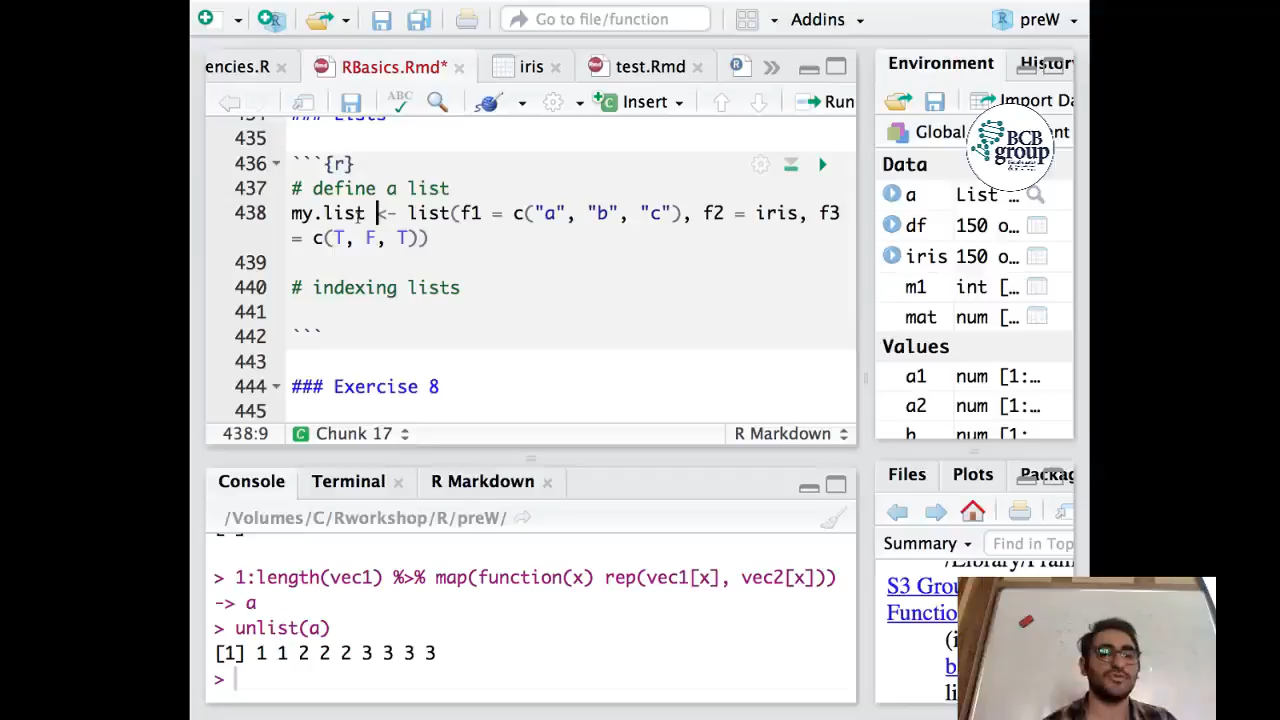 Go to file/function
Addins
preW
encies.R
RBasics.Rmd*
iris
test.Rmd
Environment
Insert
Run
Import Da
435
Global
BCB
group
436
```{r}
Data
437
# define a list
a
List
438
my.list <- list(f1 = c("a", "b", "c"), f2 = iris, f3
= c(T, F, T))
df
150 o…
439
iris
150 o…
440
# indexing lists
m1
int […
441
mat
num […
442
```
Values
443
a1
num [1:…
444
### Exercise 8
a2
num [1:…
445
438:9
Chunk 17
R Markdown
Console
Terminal
R Markdown
Files
Plots
/Volumes/C/Rworkshop/R/preW/
Summary
Find in Top
> 1:length(vec1) %>% map(function(x) rep(vec1[x], vec2[x]))
-> a
> unlist(a)
[1] 1 1 2 2 2 3 3 3 3
>
S3 Grou
Functio